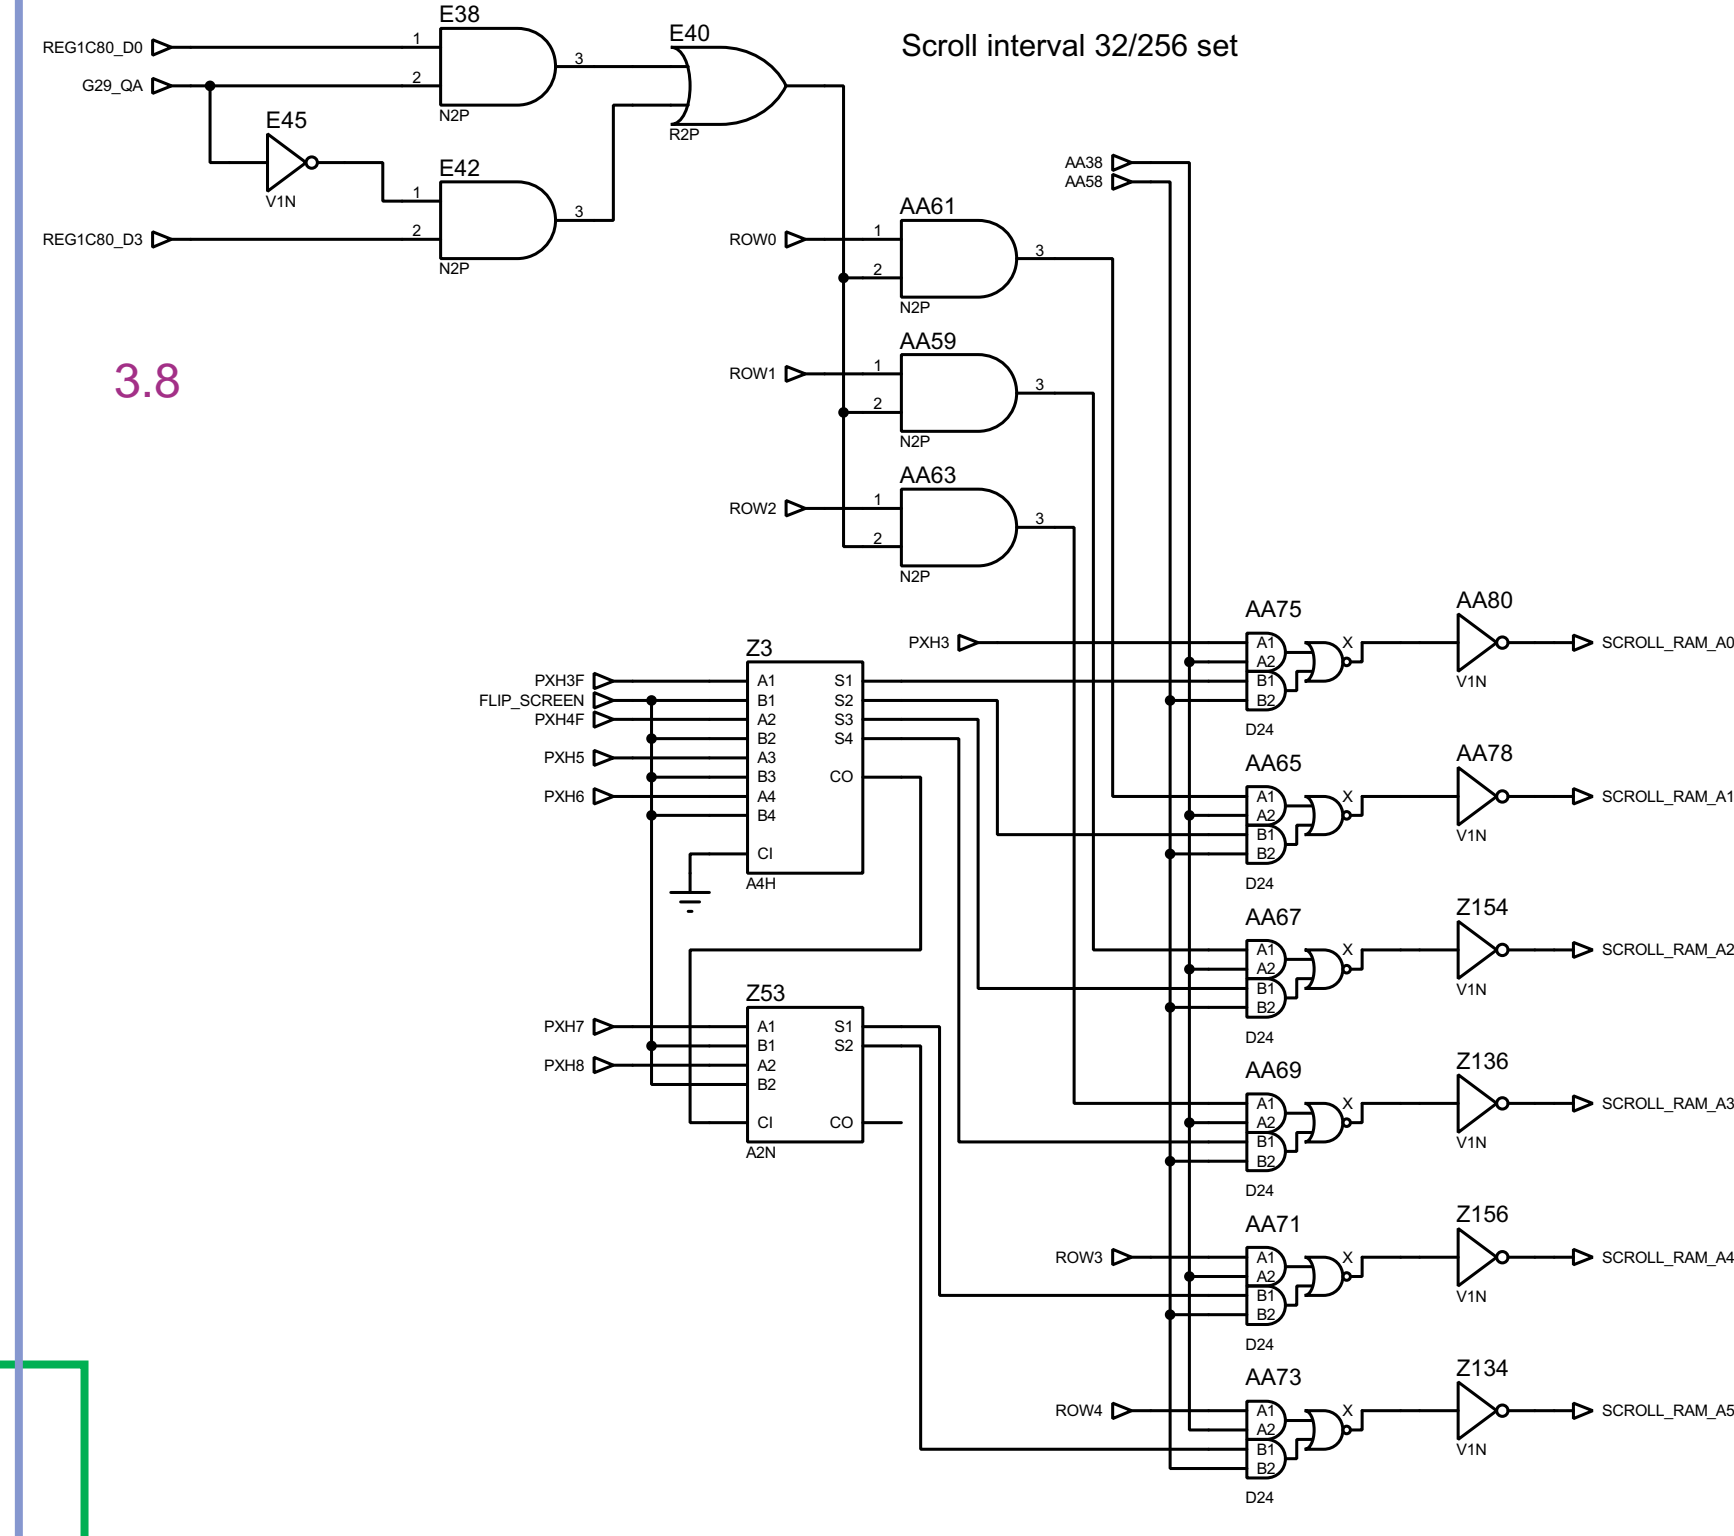 E38
REG1C80_D0
1
3
G29_QA
2
N2P
E45
V1N
E42
1
3
REG1C80_D3
2
N2P
E40
R2P
Scroll interval 32/256 set
3.8
AA38
AA58
AA61
ROW0
1
2
3
N2P
AA59
ROW1
1
2
3
N2P
AA63
ROW2
1
2
3
N2P
Z3
PXH3F A1 S1
FLIP_SCREEN B1 S2
PXH4F A2 S3
B2 S4
PXH5 A3
B3 CO
PXH6 A4
B4
CI
A4H
Z53
PXH7 A1 S1
B1 S2
PXH8 A2
B2
CI CO
A2N
AA75
AA80
PXH3 A1 X SCROLL_RAM_A0
A2
B1 V1N
B2
D24
AA65
AA78
A1 X SCROLL_RAM_A1
A2
B1 V1N
B2
D24
AA67
Z154
A1 X SCROLL_RAM_A2
A2
B1 V1N
B2
D24
AA69
Z136
A1 X SCROLL_RAM_A3
A2
B1 V1N
B2
D24
AA71
Z156
ROW3 A1 X SCROLL_RAM_A4
A2
B1 V1N
B2
D24
AA73
Z134
ROW4 A1 X SCROLL_RAM_A5
A2
B1 V1N
B2
D24